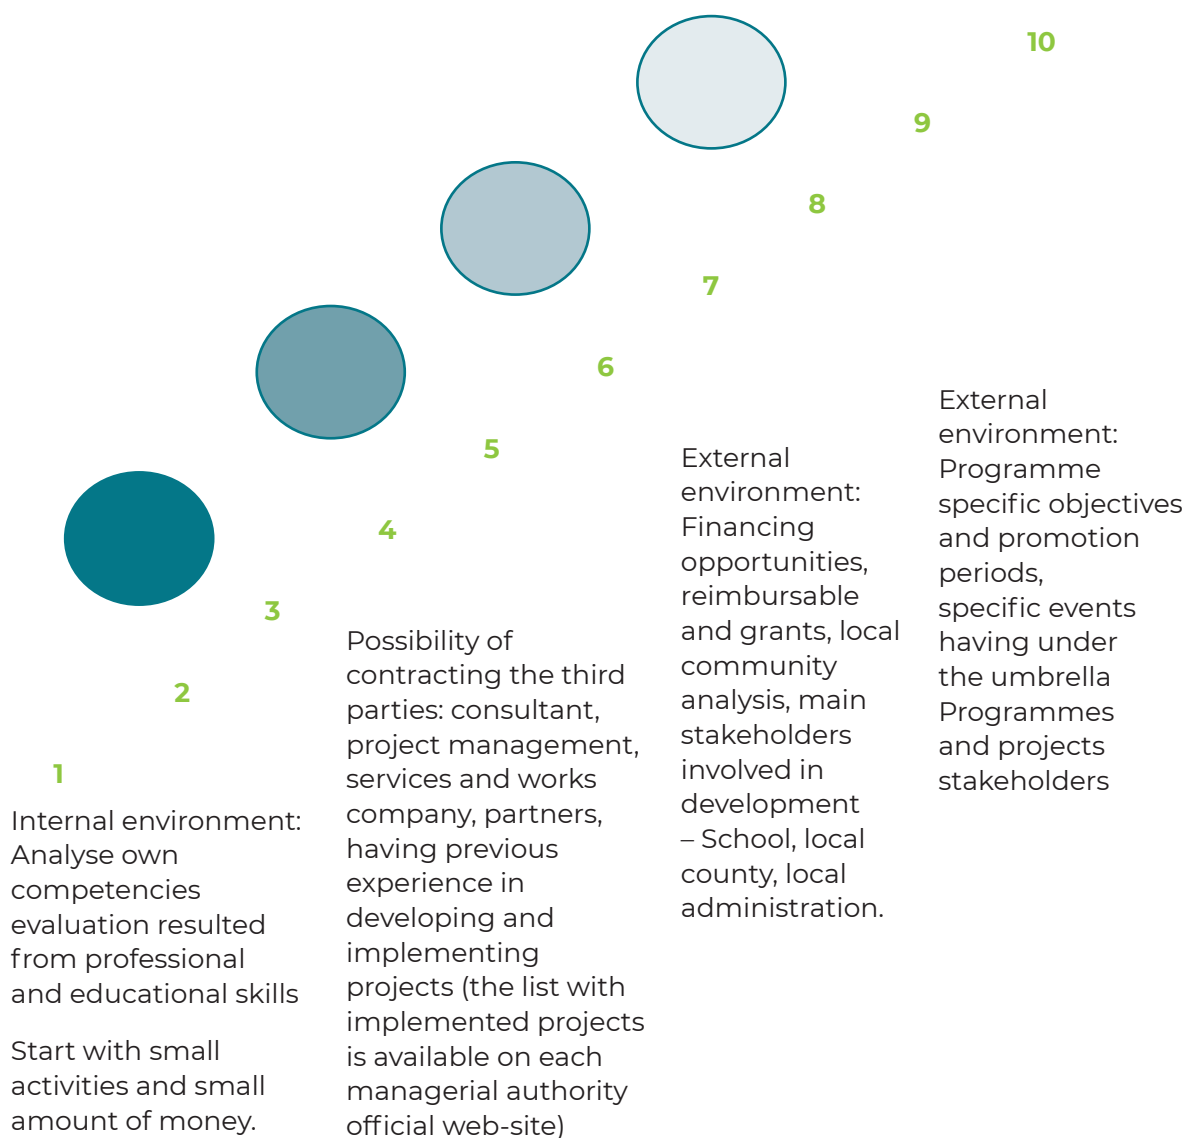 10
9
8
7
6
5
4
3
2
1
Internal environment:
Analyse own
competencies
evaluation resulted
from professional
and educational skills
Start with small
activities and small
amount of money.
Possibility of
contracting the third
parties: consultant,
project management,
services and works
company, partners,
having previous
experience in
developing and
implementing
projects (the list with
implemented projects
is available on each
managerial authority
official web-site)
External
environment:
Financing
opportunities,
reimbursable
and grants, local
community
analysis, main
stakeholders
involved in
development
– School, local
county, local
administration.
External
environment:
Programme
specific objectives
and promotion
periods,
specific events
having under
the umbrella
Programmes
and projects
stakeholders